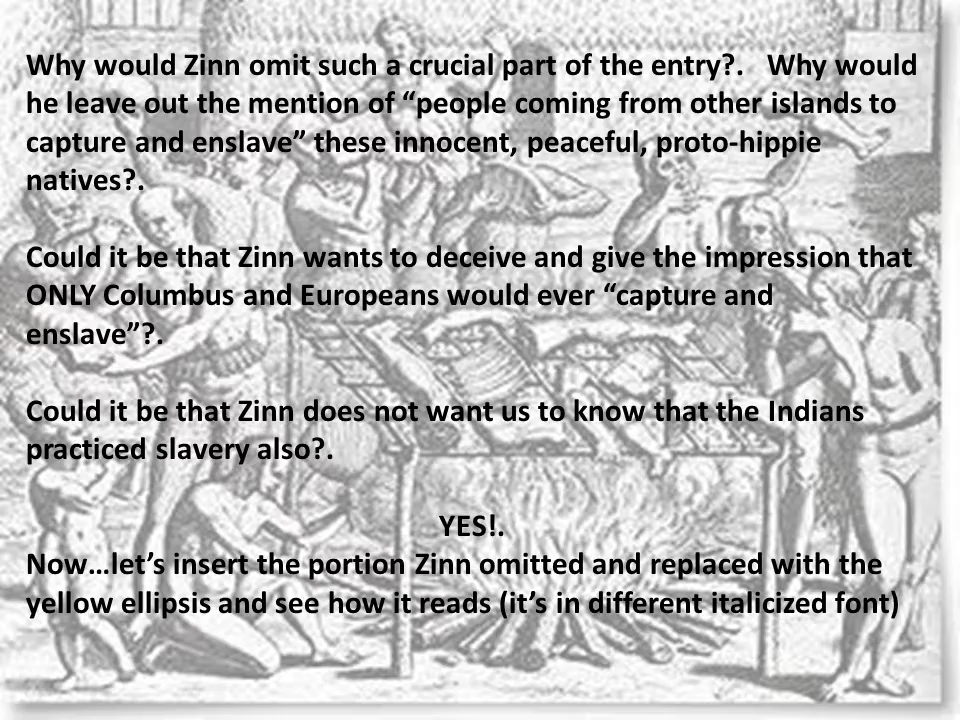 Why would Zinn omit such a crucial part of the entry?.   Why would
he leave out the mention of “people coming from other islands to
capture and enslave” these innocent, peaceful, proto-hippie
natives?.
Could it be that Zinn wants to deceive and give the impression that
ONLY Columbus and Europeans would ever “capture and
enslave”?.
Could it be that Zinn does not want us to know that the Indians
practiced slavery also?.
YES!.
Now…let’s insert the portion Zinn omitted and replaced with the
yellow ellipsis and see how it reads (it’s in different italicized font)